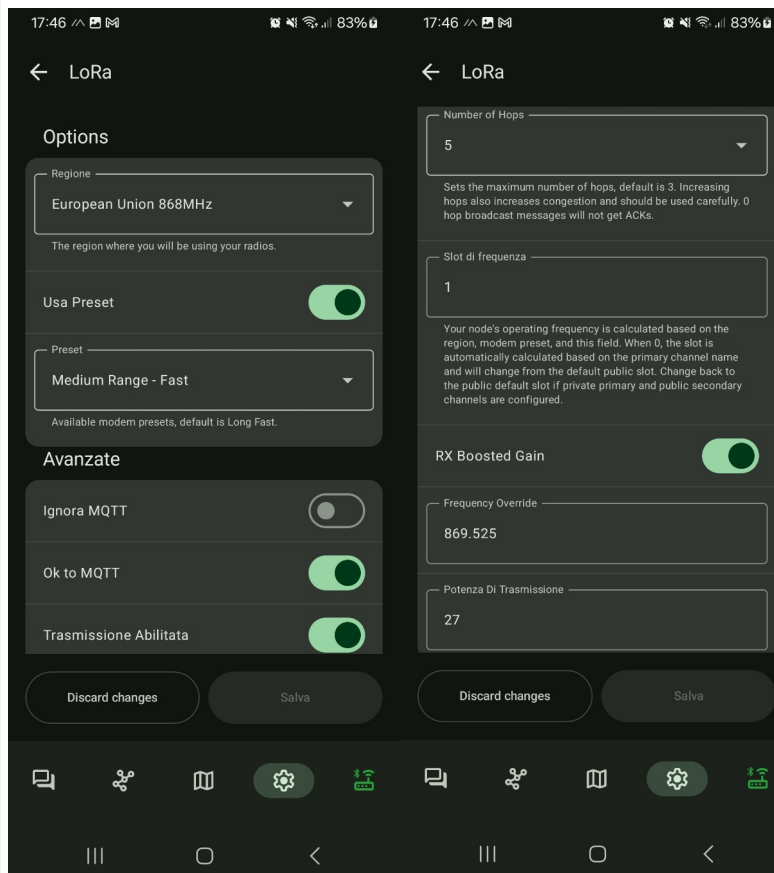 17:46
83%
LoRa
Options
Regione
European Union 868MHz
The region where you will be using your radios.
Usa Preset
Preset
Medium Range - Fast
Available modem presets, default is Long Fast.
Avanzate
Ignora MQTT
Ok to MQTT
Trasmissione Abilitata
Discard changes
Salva
17:46
83%
LoRa
Number of Hops
5
Sets the maximum number of hops, default is 3. Increasing
hops also increases congestion and should be used carefully. 0
hop broadcast messages will not get ACKs.
Slot di frequenza
1
Your node's operating frequency is calculated based on the
region, modem preset, and this field. When 0, the slot is
automatically calculated based on the primary channel name
and will change from the default public slot. Change back to
the public default slot if private primary and public secondary
channels are configured.
RX Boosted Gain
Frequency Override
869.525
Potenza Di Trasmissione
27
Discard changes
Salva